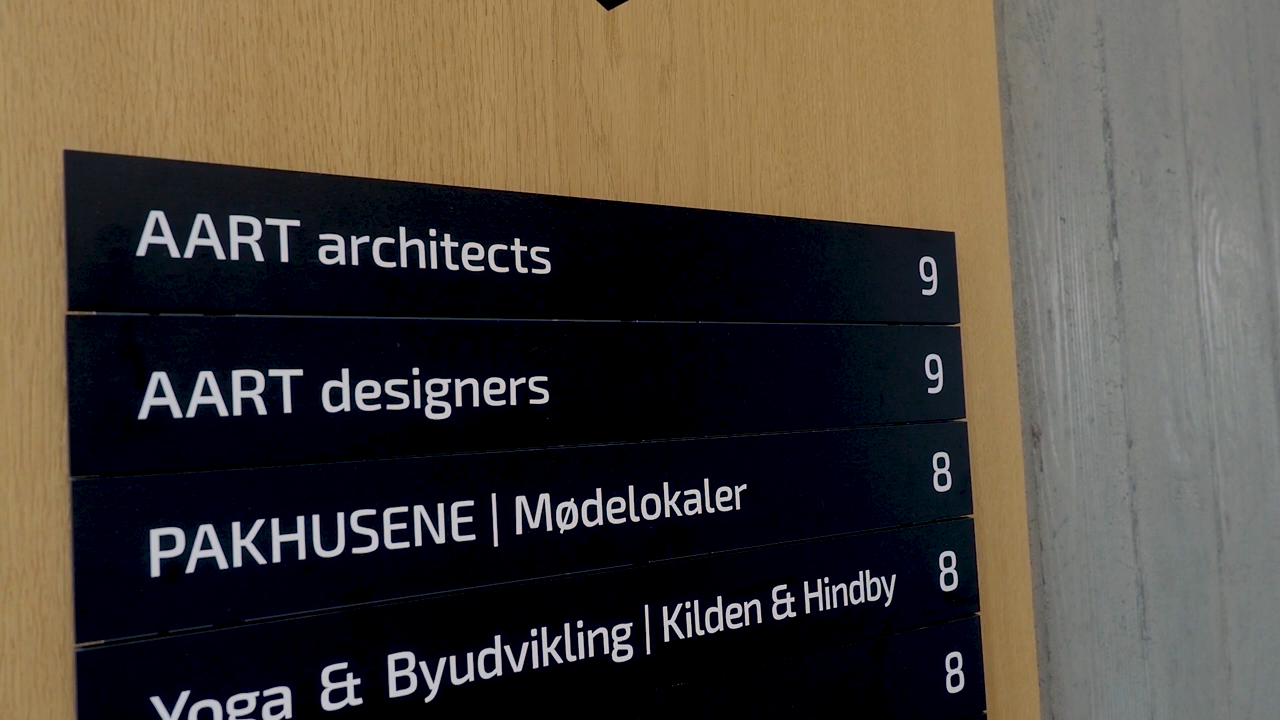 AART architects 9
AART designers 9
PAKHUSENE | Mødelokaler 8
Yoga & Byudvikling | Kilden & Hindby 8
8